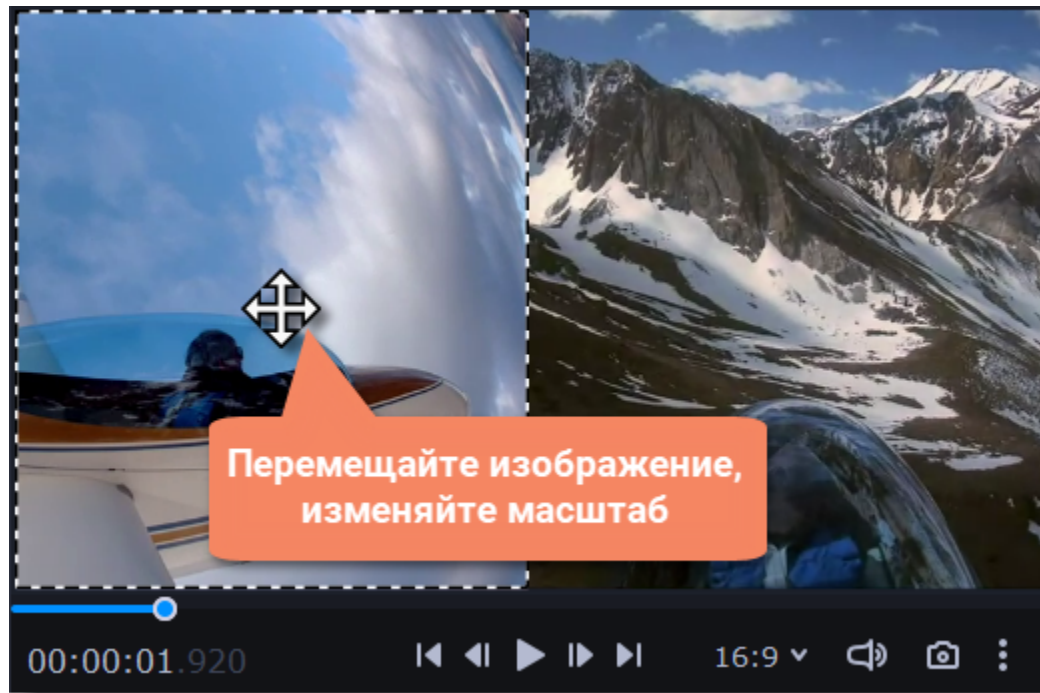 Перемещайте изображение,
изменяйте масштаб
00:00:01.920
16:9